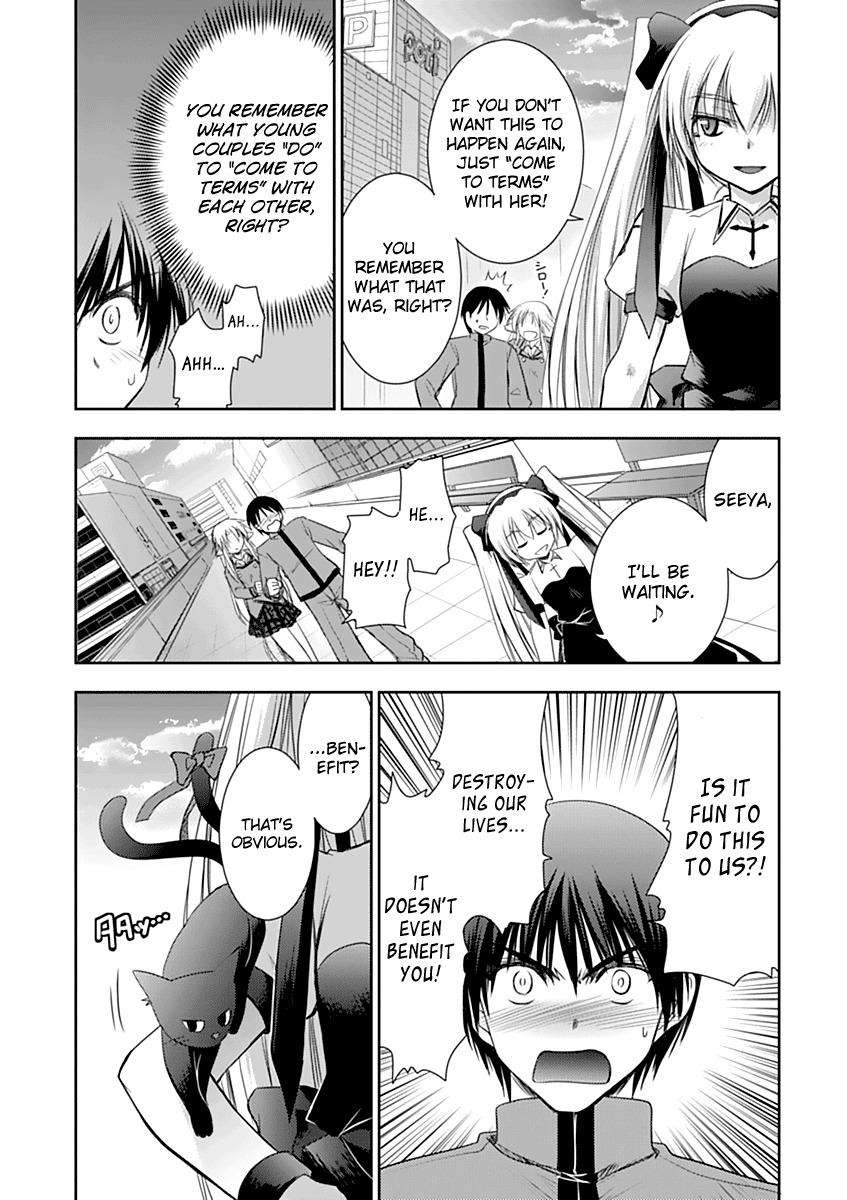 P
peti
IF YOU DON'T
WANT THIS TO
HAPPEN AGAIN,
JUST "COME
TO TERMS"
WITH HER!
YOU
REMEMBER
WHAT THAT
WAS, RIGHT?
シロー!
YOU REMEMBER
WHAT YOUNG
COUPLES "DO"
TO "COME TO
TERMS" WITH
EACH OTHER,
RIGHT?
AH...
AHH...
SEEYA,
I'LL BE
WAITING.
♪
HE...
HEY!!
IS IT
FUN TO
DO THIS
TO US?!
DESTROY-
ING OUR
LIVES...
IT
DOESN'T
EVEN
BENEFIT
YOU!
...BEN-
EFIT?
THAT'S
OBVIOUS.